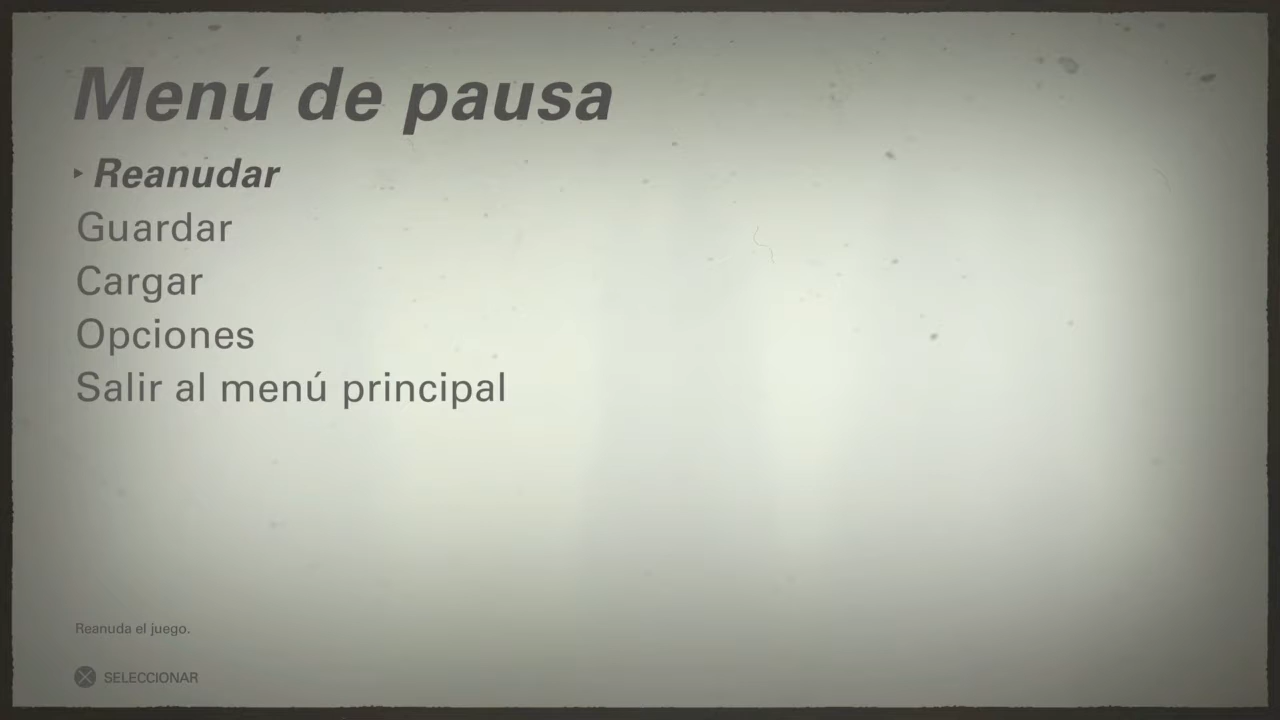 Menú de pausa
Reanudar
Guardar
Cargar
Opciones
Salir al menú principal
Reanuda el juego.
SELECCIONAR